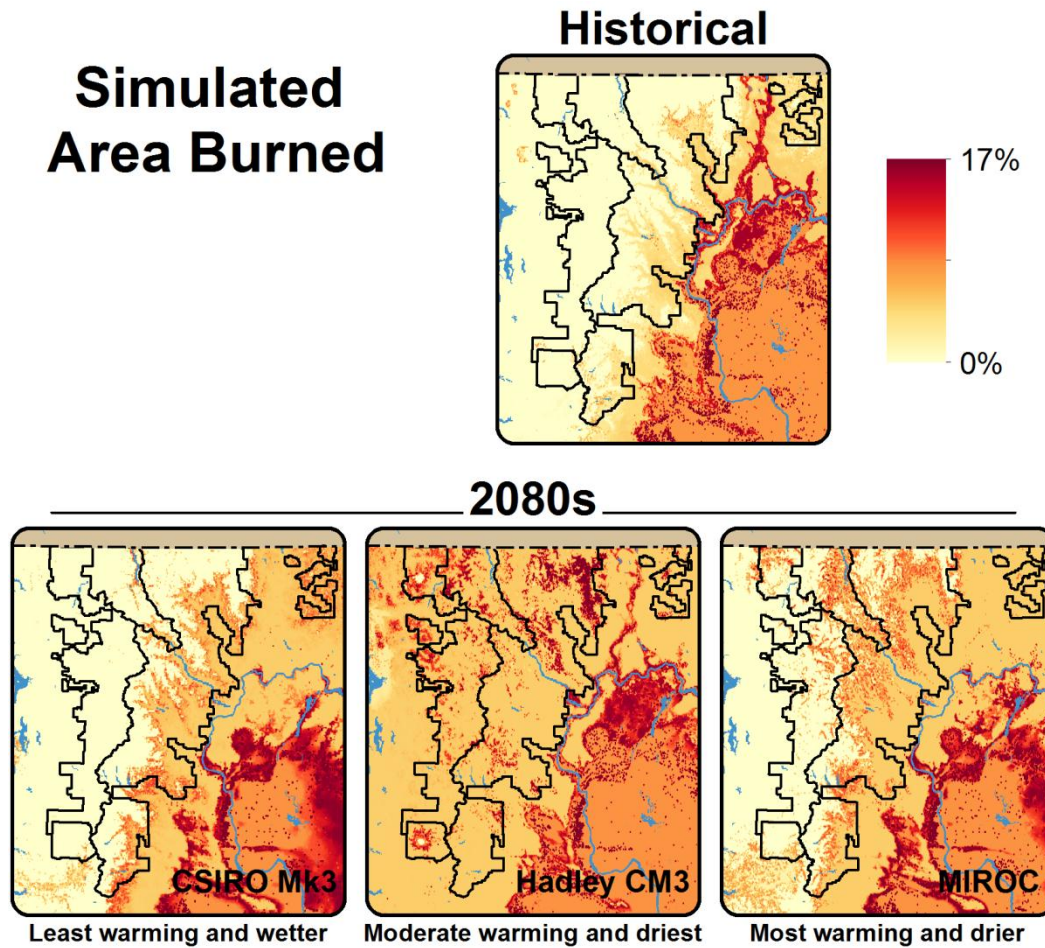 Historical
Simulated
Area Burned
17%
0%
2080s
CSIRO Mk3
Hadley CM3
MIROC
Least warming and wetter
Moderate warming and driest
Most warming and drier